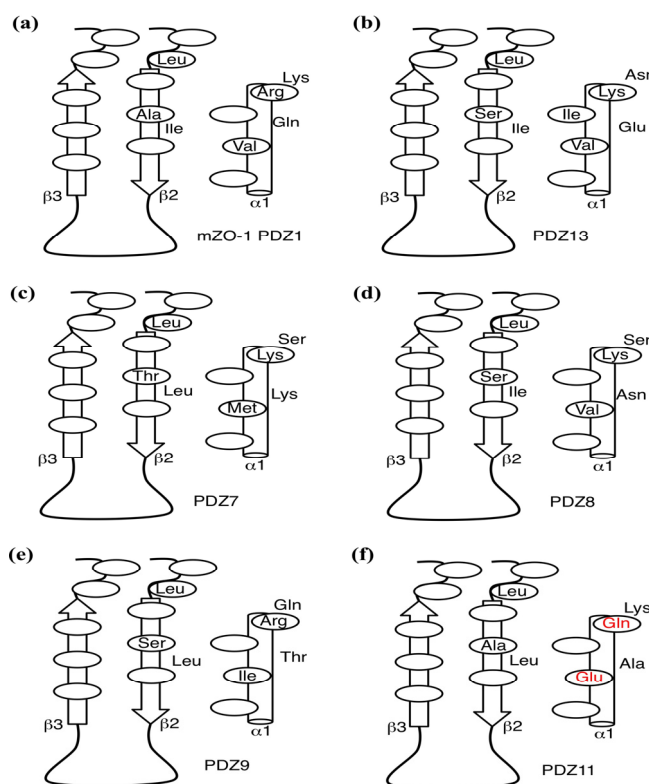 (a)
Leu
Lys
Arg
Ala
Ile
Gln
Val
β3
β2
α1
mZO-1 PDZ1
(b)
Leu
Asn
Lys
Ser
Ile
Ile
Glu
Val
β3
β2
α1
PDZ13
(c)
Leu
Ser
Lys
Thr
Leu
Lys
Met
β3
β2
α1
PDZ7
(d)
Leu
Ser
Lys
Ser
Ile
Asn
Val
β3
β2
α1
PDZ8
(e)
Leu
Gln
Arg
Ser
Leu
Thr
Ile
β3
β2
α1
PDZ9
(f)
Leu
Lys
Gln
Ala
Leu
Ala
Glu
β3
β2
α1
PDZ11